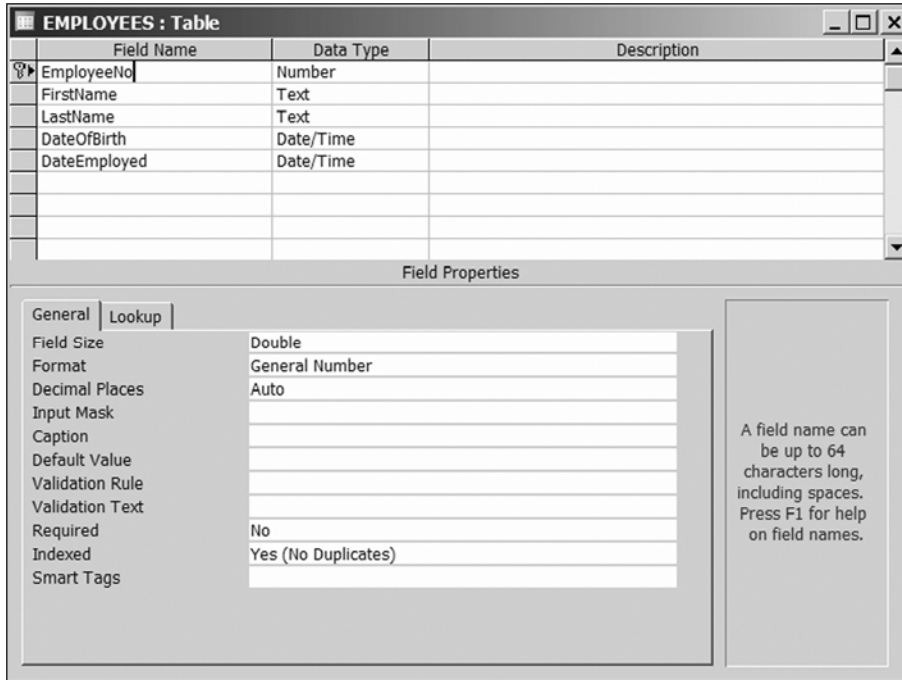 EMPLOYEES : Table
Field Name Data Type Description
EmployeeNo Number
FirstName Text
LastName Text
DateOfBirth Date/Time
DateEmployed Date/Time
Field Properties
General Lookup
Field Size Double
Format General Number
Decimal Places Auto
Input Mask
Caption
Default Value
Validation Rule
Validation Text
Required No
Indexed Yes (No Duplicates)
Smart Tags
A field name can
be up to 64
characters long,
including spaces.
Press F1 for help
on field names.